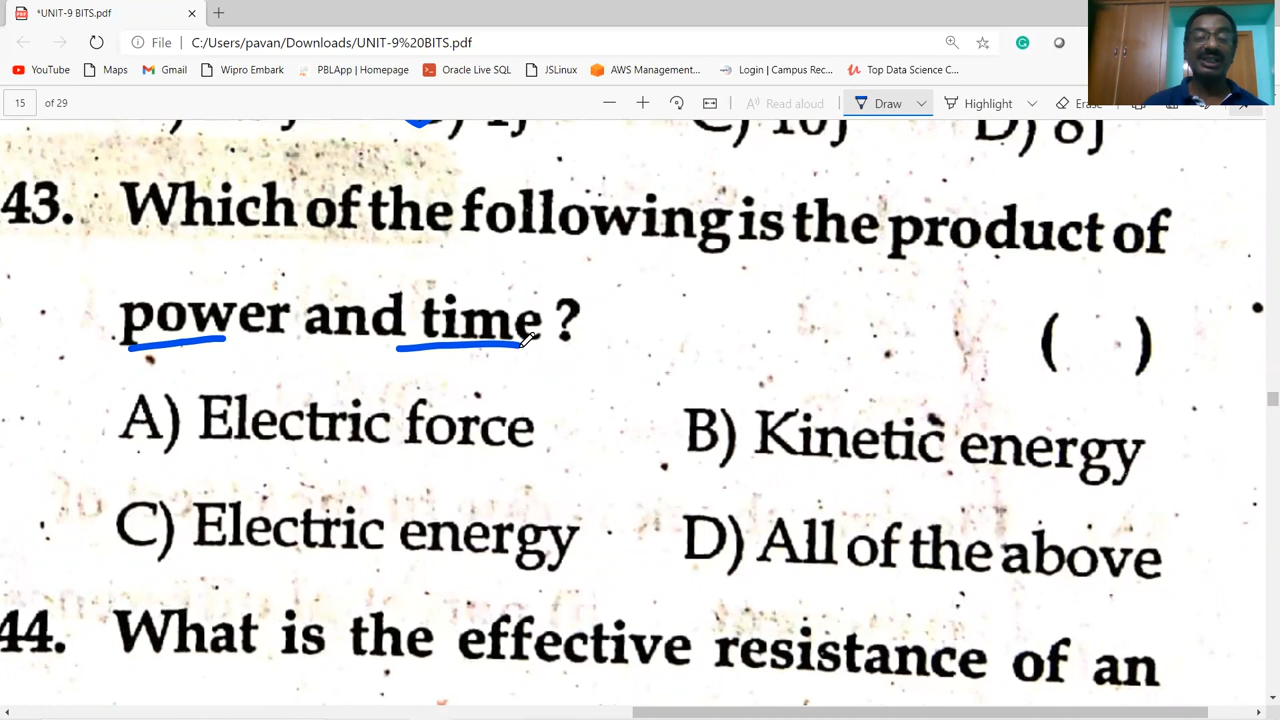 *UNIT-9 BITS.pdf
File C:/Users/pavan/Downloads/UNIT-9%20BITS.pdf
YouTube Maps Gmail Wipro Embark PBLApp | Homepage Oracle Live SQL JSLinux AWS Management... Login | Campus Rec... Top Data Science C...
15 of 29 Read aloud Draw Highlight Erase
C) 10J D) 8J
43. Which of the following is the product of
power and time ? ( )
A) Electric force B) Kinetic energy
C) Electric energy D) All of the above
44. What is the effective resistance of an